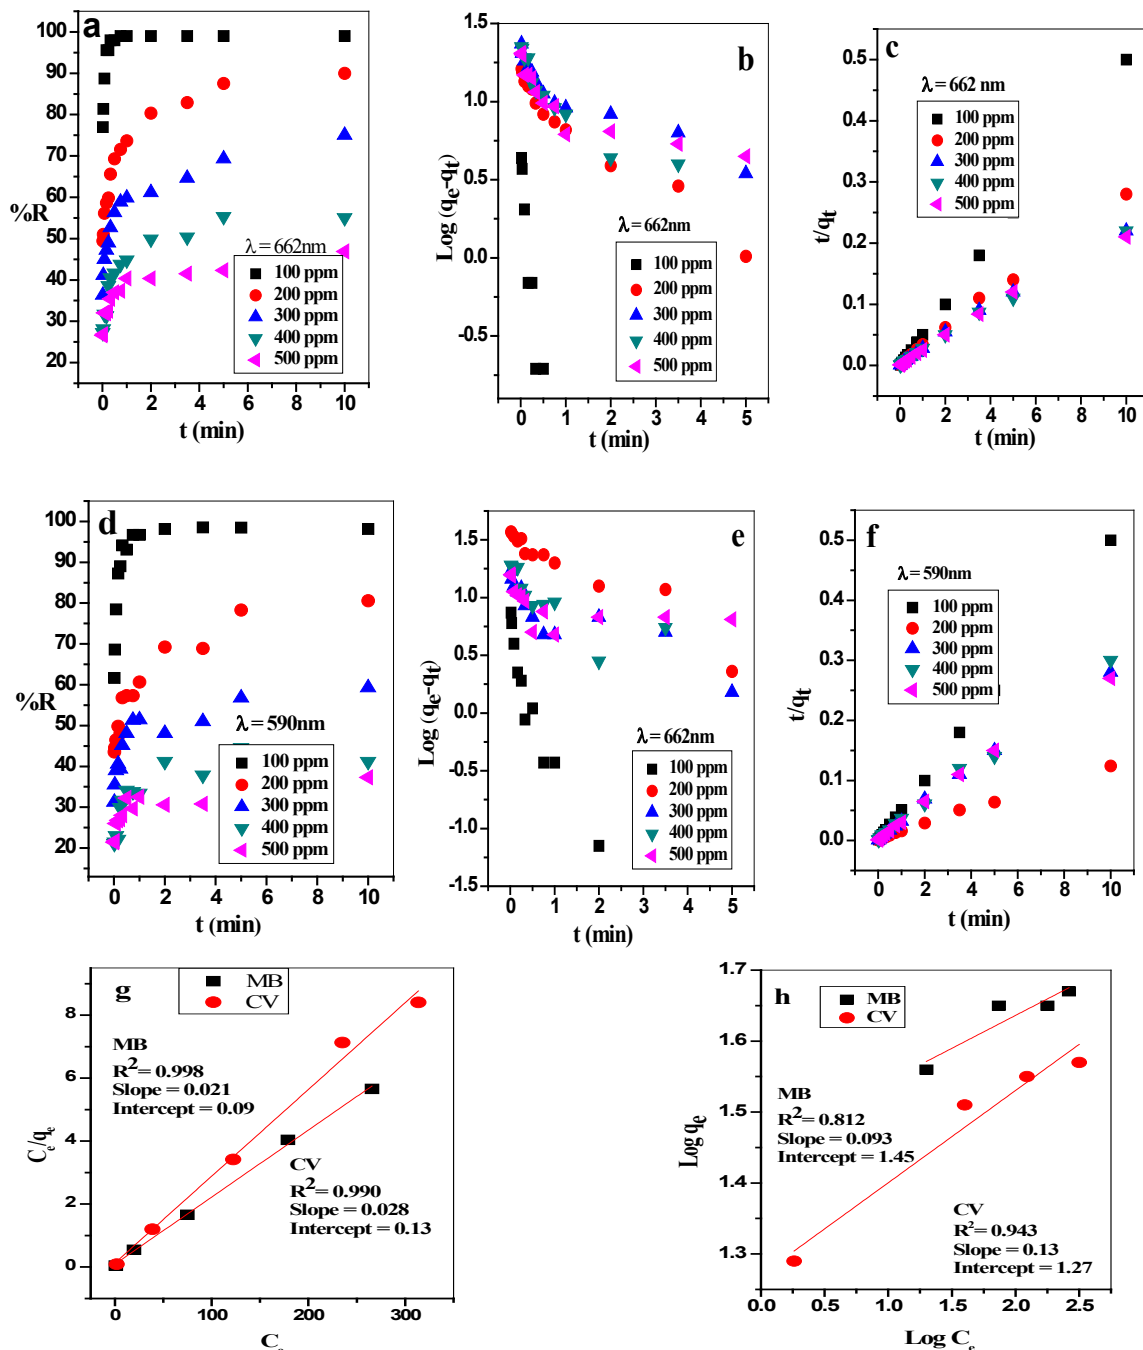 a
%R
100
90
80
70
60
50
40
30
20
λ = 662nm
100 ppm
200 ppm
300 ppm
400 ppm
500 ppm
0
2
4
6
8
10
t (min)
b
Log (qe-qt)
1.5
1.0
0.5
0.0
-0.5
-1.0
λ = 662nm
100 ppm
200 ppm
300 ppm
400 ppm
500 ppm
0
1
2
3
4
5
t (min)
c
t/qt
0.5
0.4
0.3
0.2
0.1
0.0
λ = 662 nm
100 ppm
200 ppm
300 ppm
400 ppm
500 ppm
0
2
4
6
8
10
t (min)
d
%R
100
90
80
70
60
50
40
30
20
λ = 590nm
100 ppm
200 ppm
300 ppm
400 ppm
500 ppm
0
2
4
6
8
10
t (min)
e
Log (qe-qt)
1.5
1.0
0.5
0.0
-0.5
-1.0
-1.5
λ = 662nm
100 ppm
200 ppm
300 ppm
400 ppm
500 ppm
0
1
2
3
4
5
t (min)
f
t/qt
0.5
0.4
0.3
0.2
0.1
0.0
λ = 590nm
100 ppm
200 ppm
300 ppm
400 ppm
500 ppm
0
2
4
6
8
10
t (min)
g
MB
CV
Ce/qe
8
6
4
2
0
MB
R2 = 0.998
Slope = 0.021
Intercept = 0.09
CV
R2 = 0.990
Slope = 0.028
Intercept = 0.13
0
100
200
300
Ce
h
MB
CV
Log qe
1.7
1.6
1.5
1.4
1.3
MB
R2 = 0.812
Slope = 0.093
Intercept = 1.45
CV
R2 = 0.943
Slope = 0.13
Intercept = 1.27
0.0
0.5
1.0
1.5
2.0
2.5
Log Ce